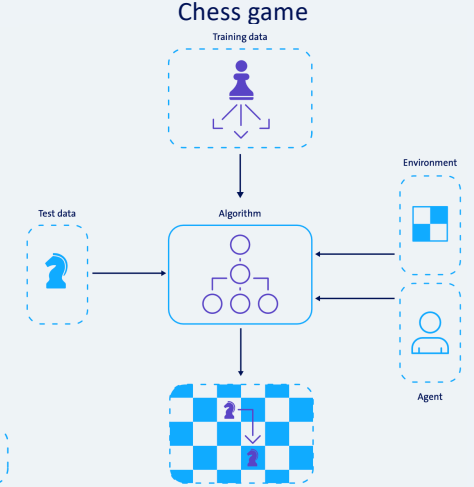 Chess game
Training data
Environment
Test data
Algorithm
Agent